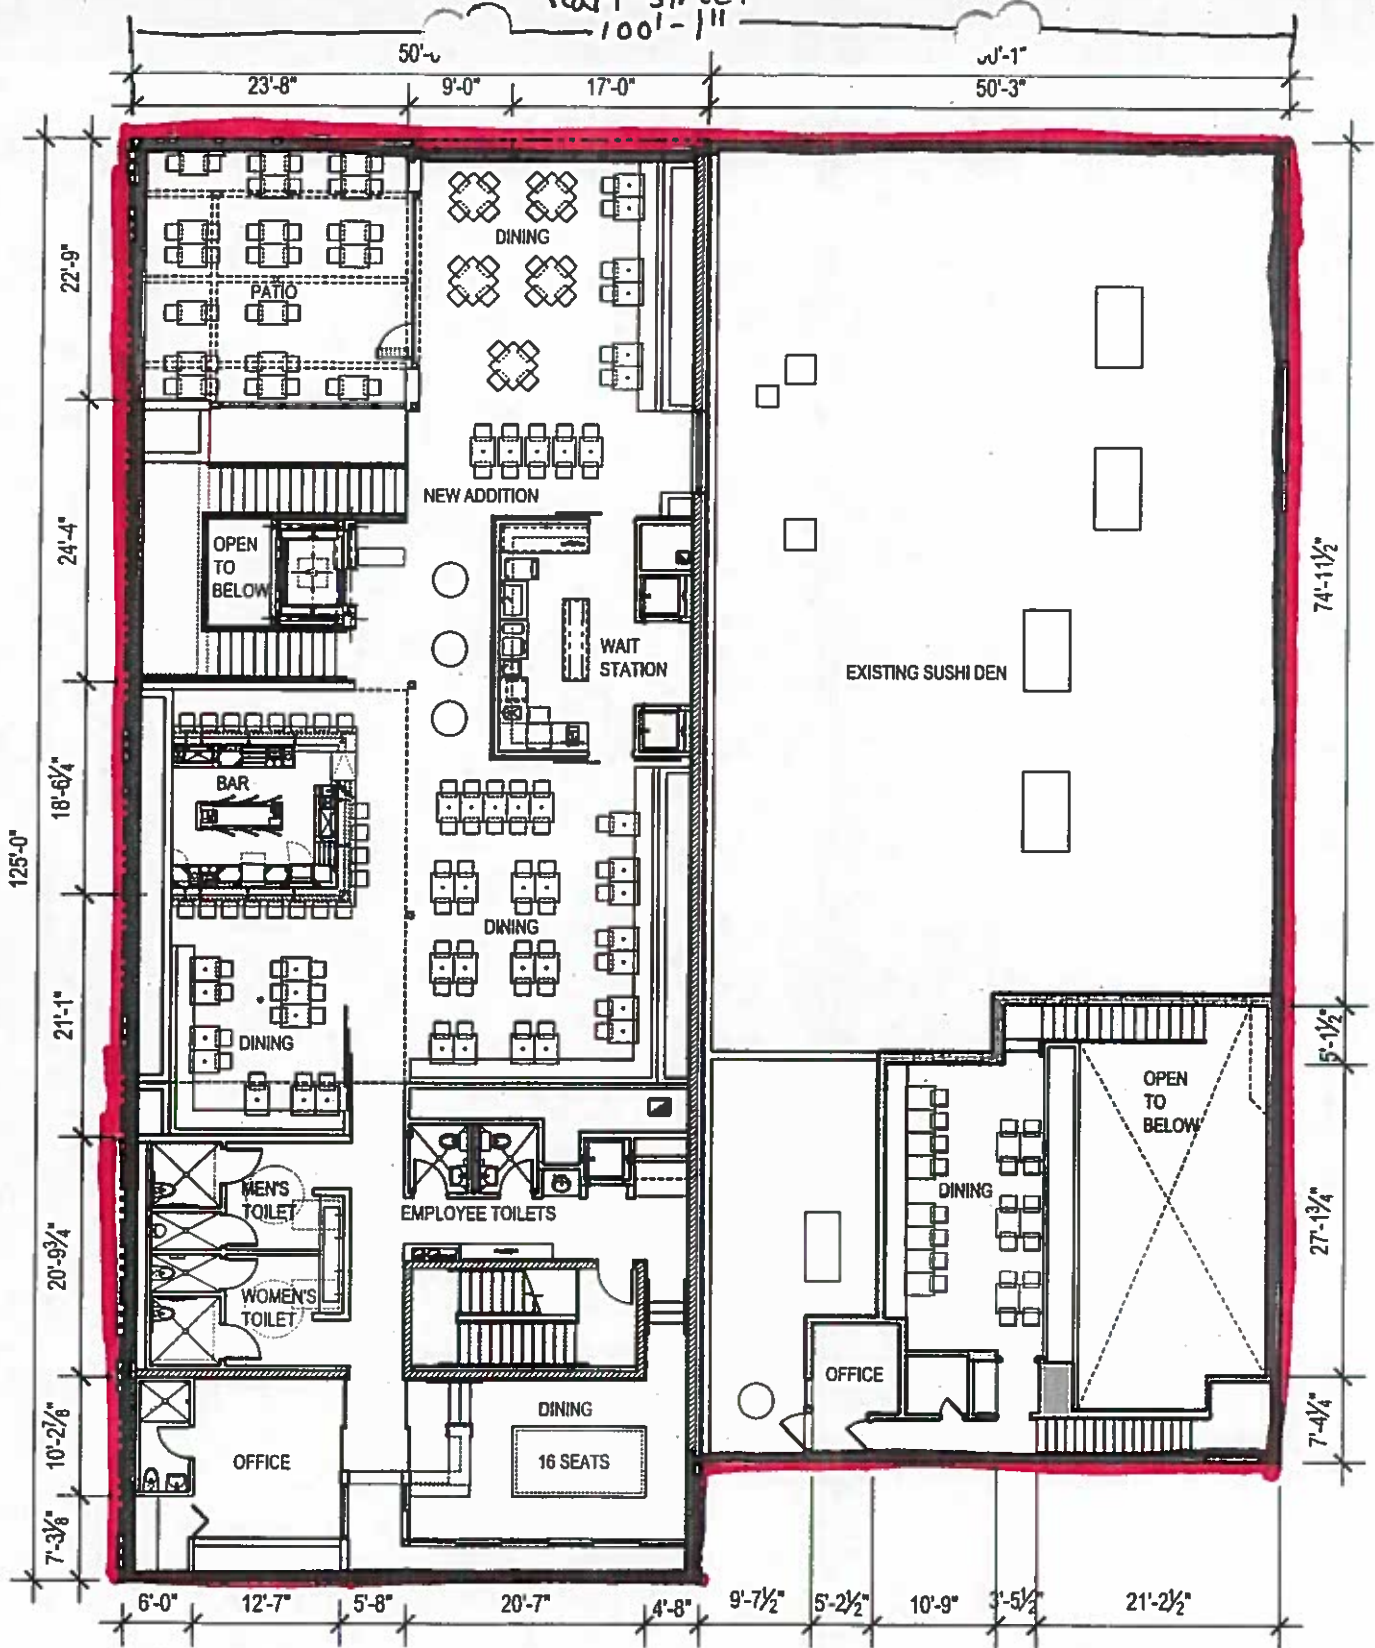 100'-1"
50'-1"
23'-8"
9'-0"
17'-0"
50'-3"
125'-0"
22'-9"
24'-4"
18'-6¼"
21'-1"
20'-9¾"
10'-2⅞"
7'-3⅛"
74'-11½"
5'-1½"
27'-1¾"
7'-4¼"
DINING
PATIO
NEW ADDITION
OPEN
TO
BELOW
WAIT
STATION
EXISTING SUSHI DEN
BAR
DINING
DINING
OPEN
TO
BELOW
MEN'S
TOILET
EMPLOYEE TOILETS
DINING
WOMEN'S
TOILET
OFFICE
DINING
OFFICE
16 SEATS
6'-0"
12'-7"
5'-8"
20'-7"
4'-8"
9'-7½"
5'-2½"
10'-9"
3'-5½"
21'-2½"